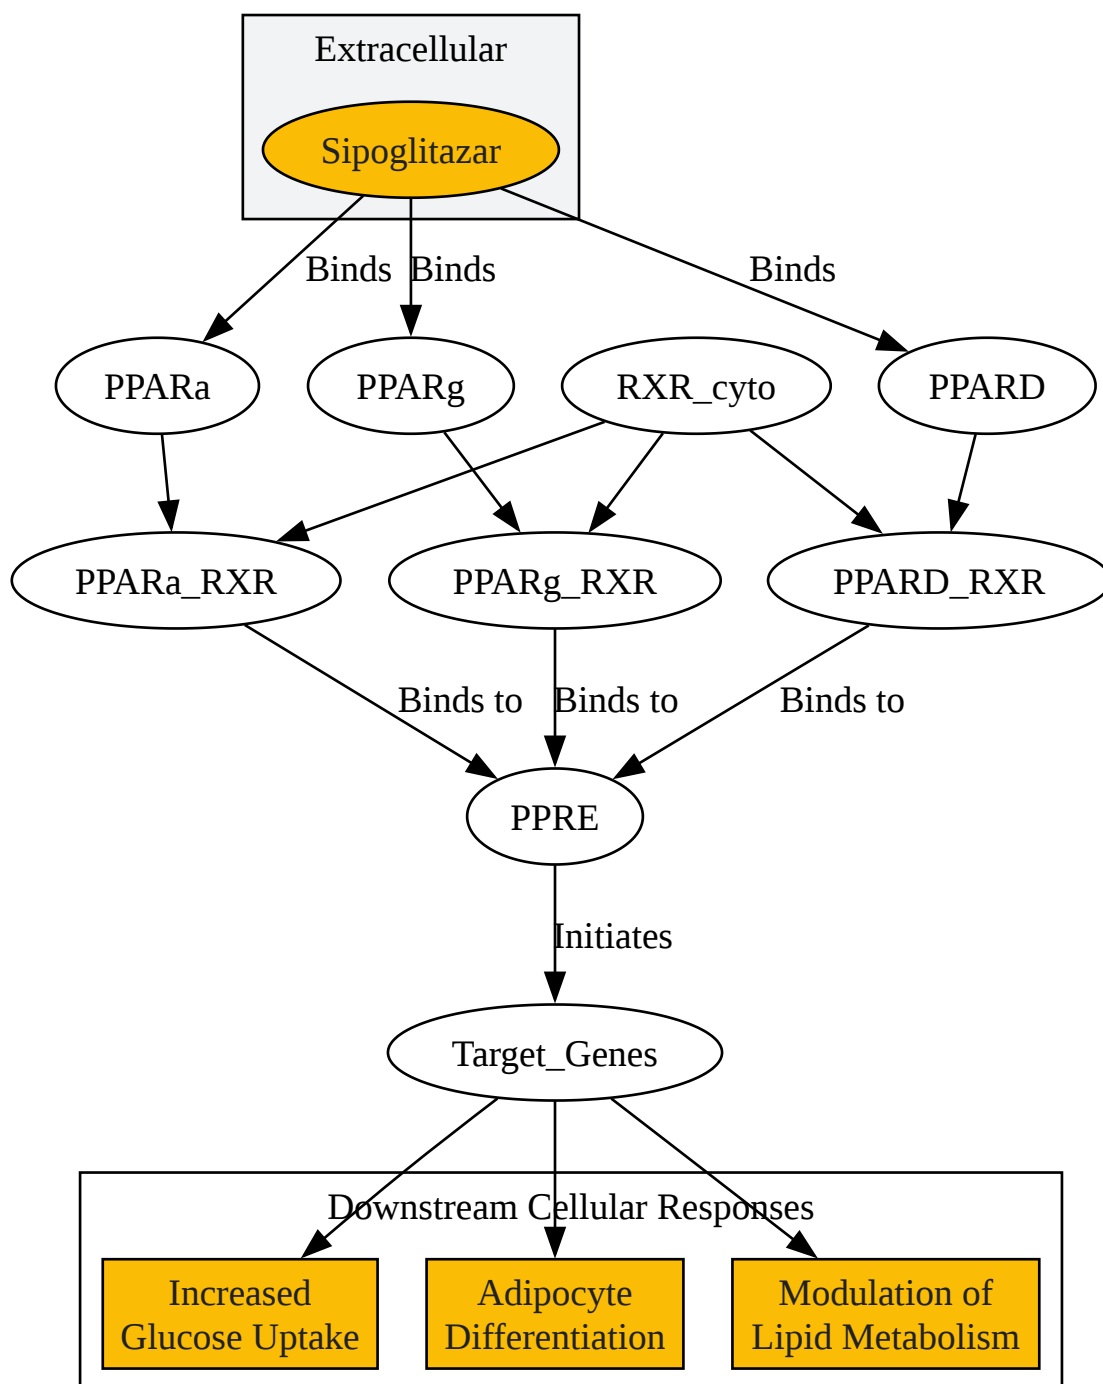 Extracellular
Sipoglitazar
Binds
Binds
Binds
PPARa
PPARg
RXR_cyto
PPARD
PPARa_RXR
PPARg_RXR
PPARD_RXR
Binds to
Binds to
Binds to
PPRE
Initiates
Target_Genes
Downstream Cellular Responses
Increased
Glucose Uptake
Adipocyte
Differentiation
Modulation of
Lipid Metabolism